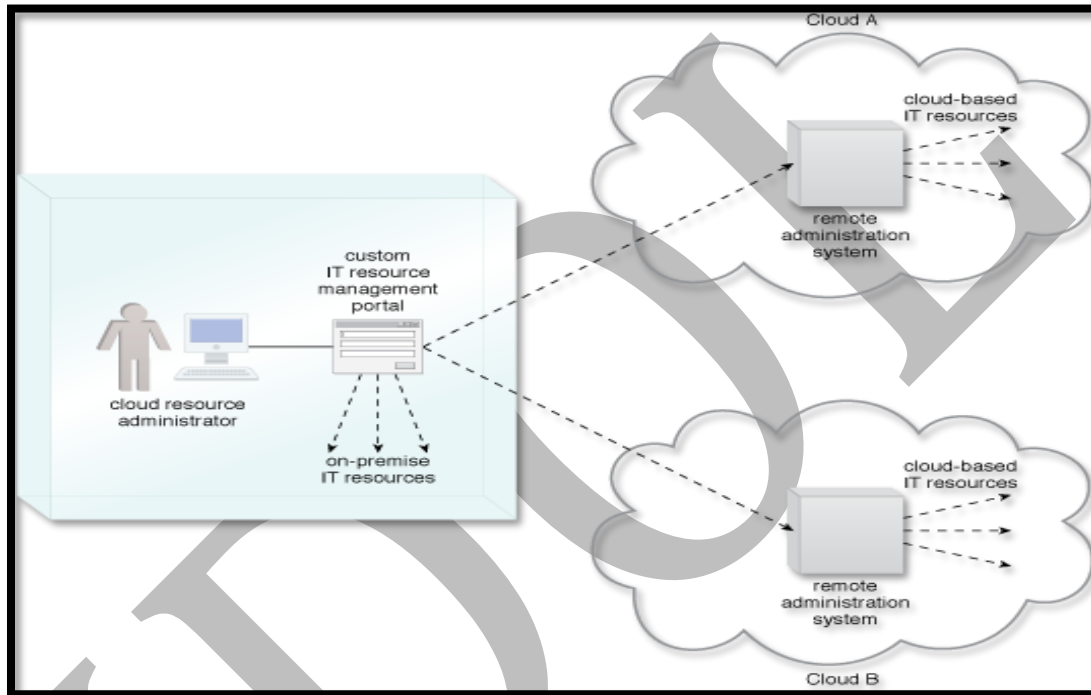 Cloud A
cloud-based
IT resources
remote
administration
system
custom
IT resource
management
portal
cloud resource
administrator
on-premise
IT resources
cloud-based
IT resources
remote
administration
system
Cloud B